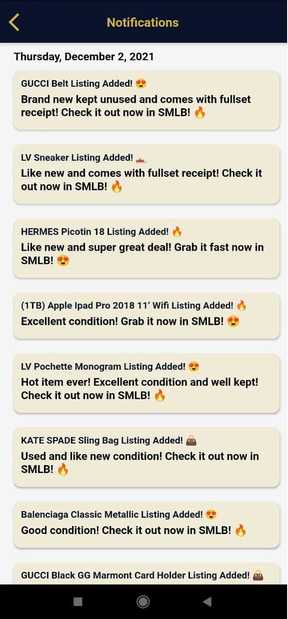 Notifications
Thursday, December 2, 2021
GUCCI Belt Listing Added! 😍
Brand new kept unused and comes with fullset
receipt! Check it out now in SMLB! 🔥
LV Sneaker Listing Added! 👟
Like new and comes with fullset receipt! Check it
out now in SMLB! 🔥
HERMES Picotin 18 Listing Added! 🔥
Like new and super great deal! Grab it fast now in
SMLB! 😍
(1TB) Apple Ipad Pro 2018 11' Wifi Listing Added! 🔥
Excellent condition! Grab it now in SMLB! 😍
LV Pochette Monogram Listing Added! 😍
Hot item ever! Excellent condition and well kept!
Check it out now in SMLB! 🔥
KATE SPADE Sling Bag Listing Added! 👜
Used and like new condition! Check it out now in
SMLB! 🔥
Balenciaga Classic Metallic Listing Added! 😍
Good condition! Check it out now in SMLB! 🔥
GUCCI Black GG Marmont Card Holder Listing Added! 👜